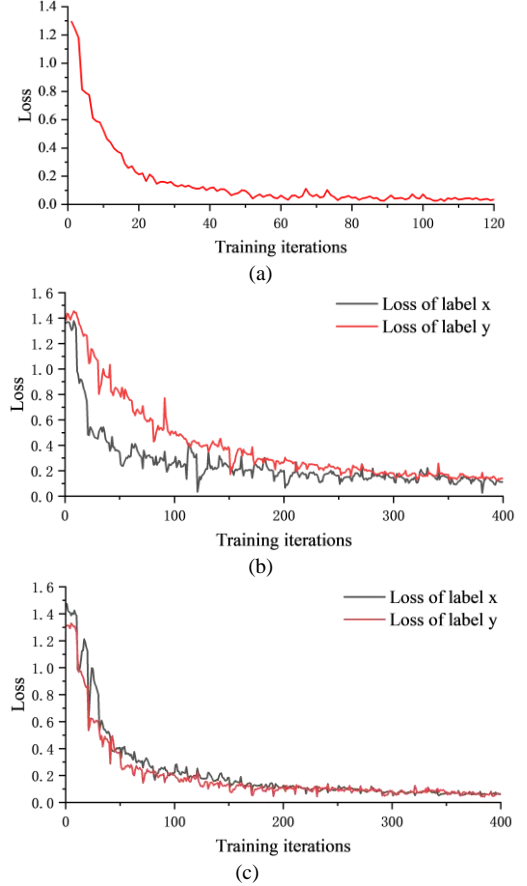 1.4
1.2
1.0
0.8
0.6
0.4
0.2
0.0
Loss
0 20 40 60 80 100 120
Training iterations
(a)
1.6
1.4
1.2
1.0
0.8
0.6
0.4
0.2
0.0
Loss
Loss of label x
Loss of label y
0 100 200 300 400
Training iterations
(b)
1.6
1.4
1.2
1.0
0.8
0.6
0.4
0.2
0.0
Loss
Loss of label x
Loss of label y
0 100 200 300 400
Training iterations
(c)